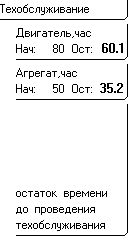 Техобслуживание
Двигатель,час
Нач: 80 Ост: 60.1
Агрегат,час
Нач: 50 Ост: 35.2
остаток времени
до проведения
техобслуживания